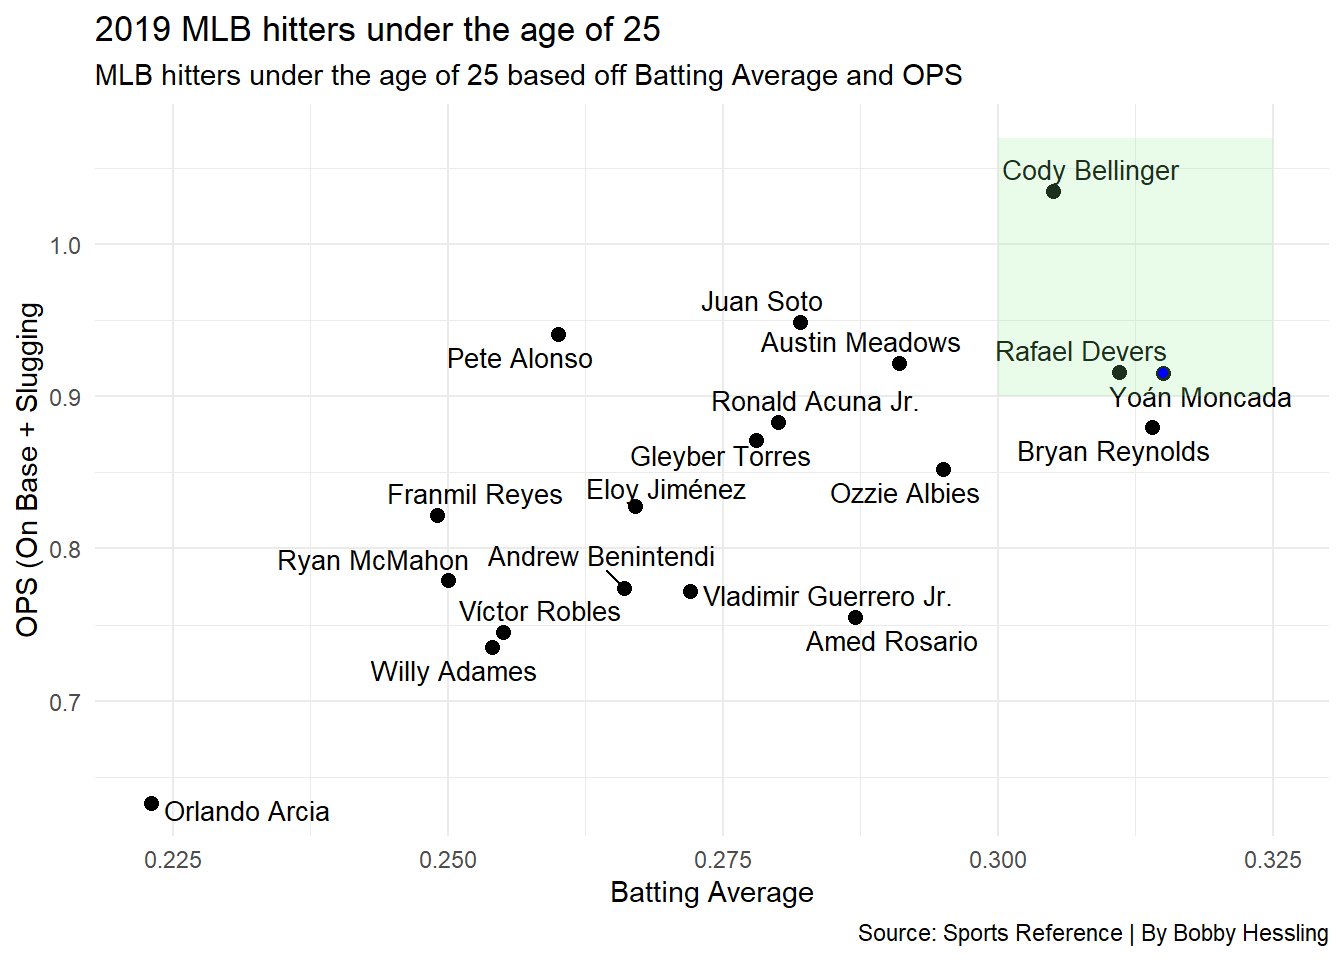 2019 MLB hitters under the age of 25
MLB hitters under the age of 25 based off Batting Average and OPS
OPS (On Base + Slugging
1.0
0.9
0.8
0.7
Cody Bellinger
Juan Soto
Austin Meadows
Pete Alonso
Rafael Devers
Yoán Moncada
Ronald Acuna Jr.
Bryan Reynolds
Gleyber Torres
Eloy Jiménez
Ozzie Albies
Franmil Reyes
Ryan McMahon
Andrew Benintendi
Vladimir Guerrero Jr.
Víctor Robles
Amed Rosario
Willy Adames
Orlando Arcia
0.225
0.250
0.275
0.300
0.325
Batting Average
Source: Sports Reference | By Bobby Hessling